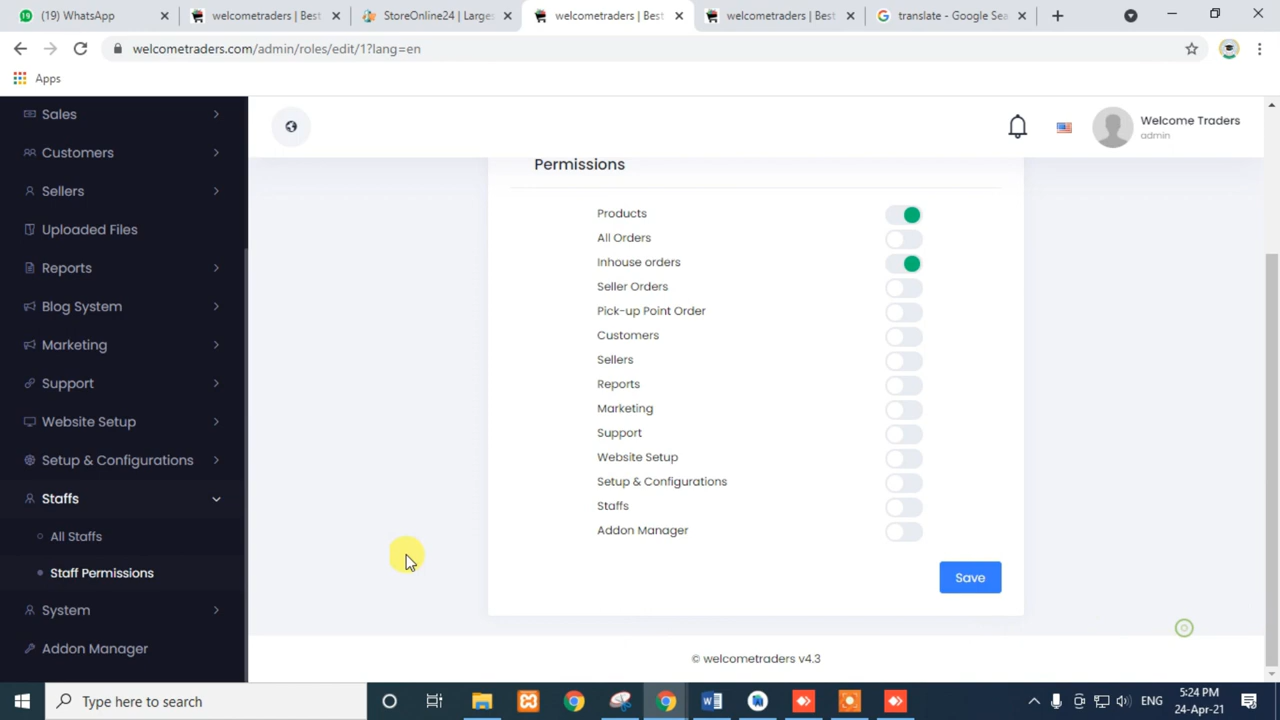 (19) WhatsApp
welcometraders | Best
StoreOnline24 | Larges
welcometraders | Best
welcometraders | Best
translate - Google Sea
welcometraders.com/admin/roles/edit/1?lang=en
Apps
Sales
Customers
Sellers
Uploaded Files
Reports
Blog System
Marketing
Support
Website Setup
Setup & Configurations
Staffs
All Staffs
Staff Permissions
System
Addon Manager
Welcome Traders
admin
Permissions
Products
All Orders
Inhouse orders
Seller Orders
Pick-up Point Order
Customers
Sellers
Reports
Marketing
Support
Website Setup
Setup & Configurations
Staffs
Addon Manager
Save
© welcometraders v4.3
Type here to search
ENG
5:24 PM
24-Apr-21